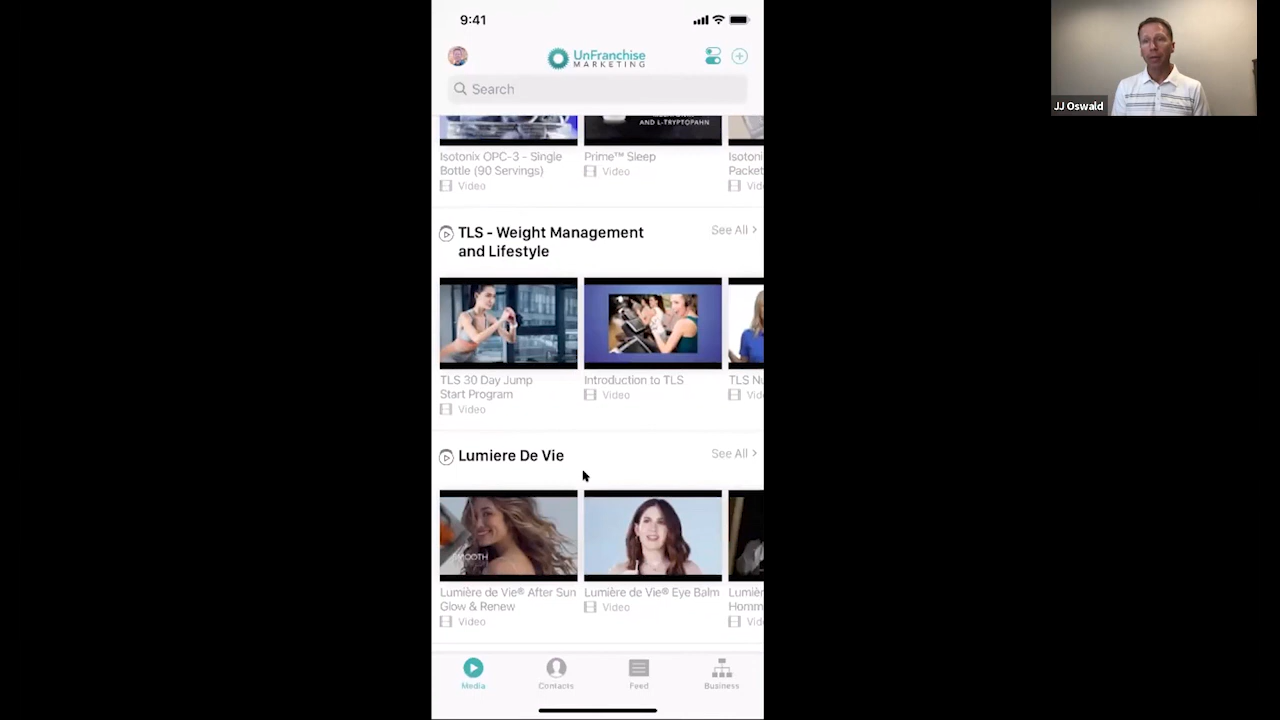 9:41
UnFranchise
MARKETING
Search
AND L-TRYPTOPAHN
Isotonix OPC-3 - Single
Bottle (90 Servings)
Video
Prime™ Sleep
Video
Packet
TLS - Weight Management
and Lifestyle
See All >
TLS 30 Day Jump
Start Program
Video
Introduction to TLS
Video
TLS
Lumiere De Vie
See All >
SMOOTH
Lumière de Vie® After Sun
Glow & Renew
Video
Lumière de Vie® Eye Balm
Video
Media
Contacts
Feed
Business
JJ Oswald